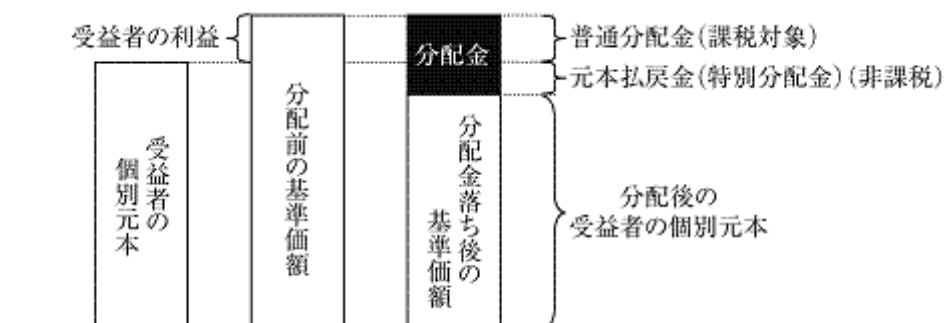 受益者の利益
分配金
普通分配金(課税対象)
元本払戻金(特別分配金)(非課税)
受益者の
個別元本
分配前の基準価額
分配金落ち後の
基準価額
分配後の
受益者の個別元本